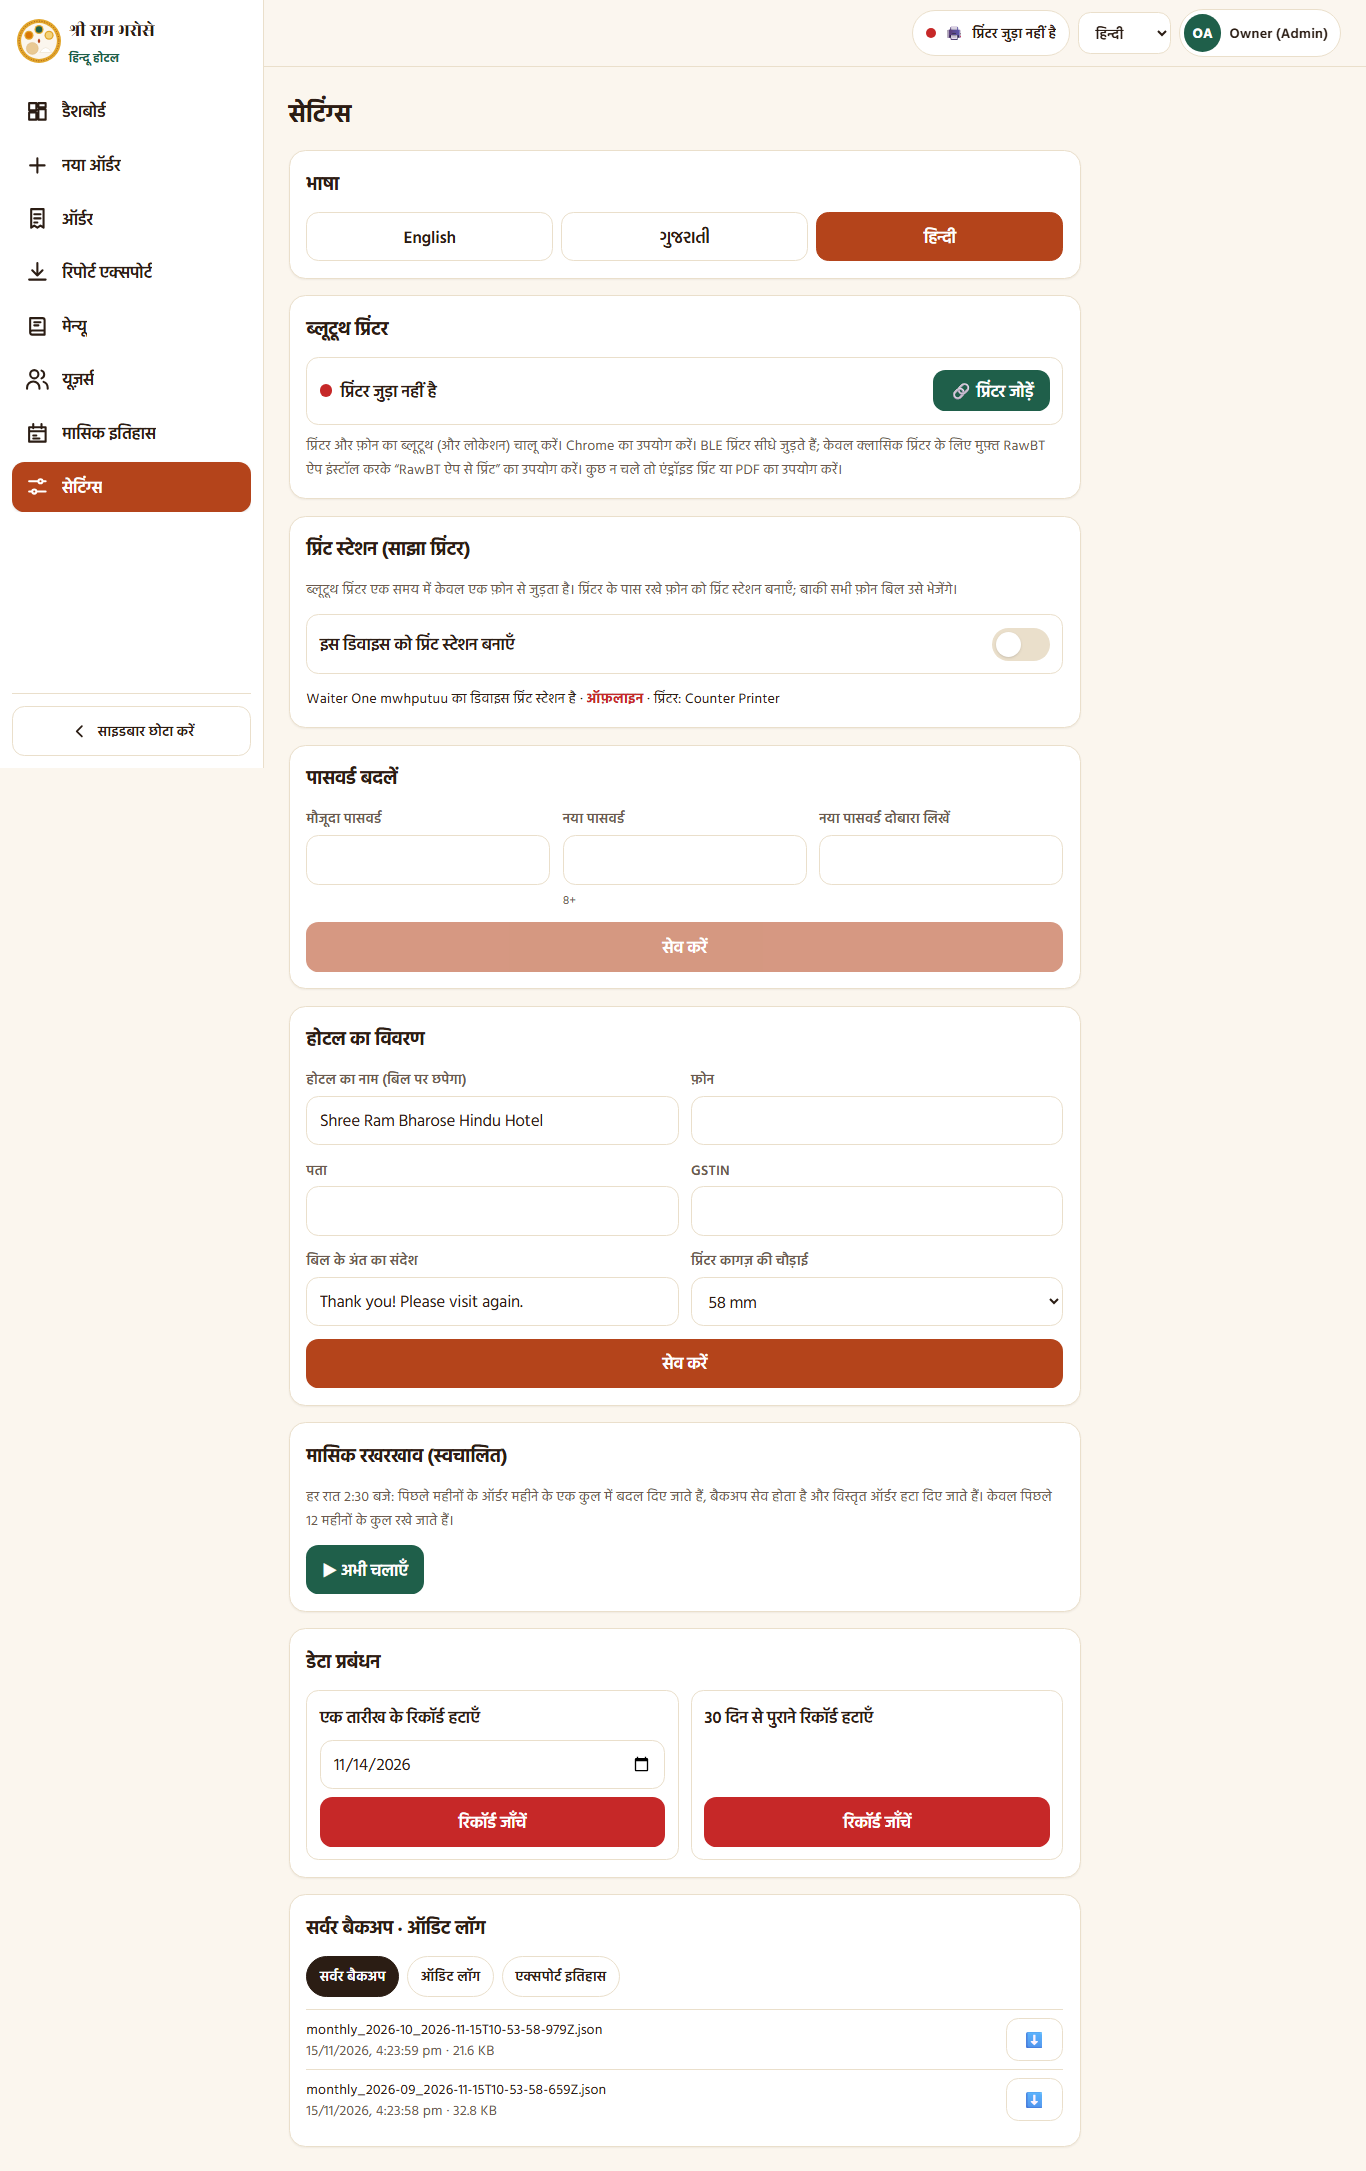 श्री राम भरोसे
हिन्दू होटल
डैशबोर्ड
नया ऑर्डर
ऑर्डर
रिपोर्ट एक्सपोर्ट
मेन्यू
यूज़र्स
मासिक इतिहास
सेटिंग्स
साइडबार छोटा करें
प्रिंटर जुड़ा नहीं है
हिन्दी
OA
Owner (Admin)
सेटिंग्स
भाषा
English
ગુજરાતી
हिन्दी
ब्लूटूथ प्रिंटर
प्रिंटर जुड़ा नहीं है
🔗 प्रिंटर जोड़ें
प्रिंटर और फ़ोन का ब्लूटूथ (और लोकेशन) चालू करें। Chrome का उपयोग करें। BLE प्रिंटर सीधे जुड़ते हैं; केवल क्लासिक प्रिंटर के लिए मुफ़्त RawBT
ऐप इंस्टॉल करके “RawBT ऐप से प्रिंट” का उपयोग करें। कुछ न चले तो एंड्रॉइड प्रिंट या PDF का उपयोग करें।
प्रिंट स्टेशन (साझा प्रिंटर)
ब्लूटूथ प्रिंटर एक समय में केवल एक फ़ोन से जुड़ता है। प्रिंटर के पास रखे फ़ोन को प्रिंट स्टेशन बनाएँ; बाकी सभी फ़ोन बिल उसे भेजेंगे।
इस डिवाइस को प्रिंट स्टेशन बनाएँ
Waiter One mwhputuu का डिवाइस प्रिंट स्टेशन है · ऑफ़लाइन · प्रिंटर: Counter Printer
पासवर्ड बदलें
मौजूदा पासवर्ड
नया पासवर्ड
नया पासवर्ड दोबारा लिखें
8+
सेव करें
होटल का विवरण
होटल का नाम (बिल पर छपेगा)
फ़ोन
Shree Ram Bharose Hindu Hotel
पता
GSTIN
बिल के अंत का संदेश
प्रिंटर कागज़ की चौड़ाई
Thank you! Please visit again.
58 mm
सेव करें
मासिक रखरखाव (स्वचालित)
हर रात 2:30 बजे: पिछले महीनों के ऑर्डर महीने के एक कुल में बदल दिए जाते हैं, बैकअप सेव होता है और विस्तृत ऑर्डर हटा दिए जाते हैं। केवल पिछले
12 महीनों के कुल रखे जाते हैं।
▶ अभी चलाएँ
डेटा प्रबंधन
एक तारीख के रिकॉर्ड हटाएँ
30 दिन से पुराने रिकॉर्ड हटाएँ
11/14/2026
रिकॉर्ड जाँचें
रिकॉर्ड जाँचें
सर्वर बैकअप · ऑडिट लॉग
सर्वर बैकअप
ऑडिट लॉग
एक्सपोर्ट इतिहास
monthly_2026-10_2026-11-15T10-53-58-979Z.json
15/11/2026, 4:23:59 pm · 21.6 KB
monthly_2026-09_2026-11-15T10-53-58-659Z.json
15/11/2026, 4:23:58 pm · 32.8 KB